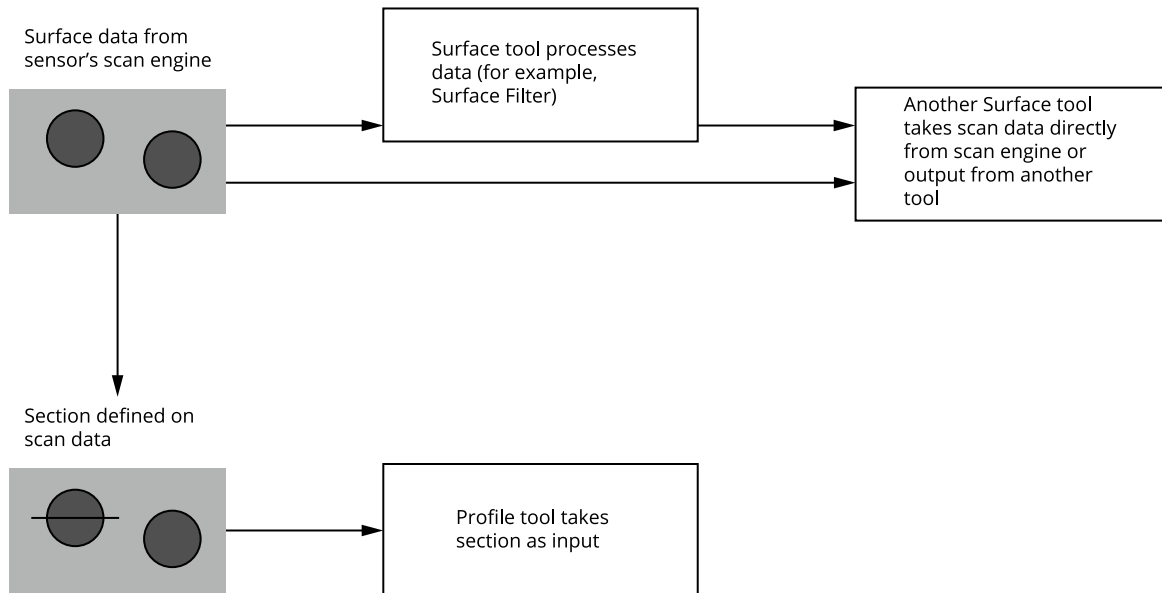 Surface data from
sensor's scan engine
Surface tool processes
data (for example,
Surface Filter)
Another Surface tool
takes scan data directly
from scan engine or
output from another
tool
Section defined on
scan data
Profile tool takes
section as input